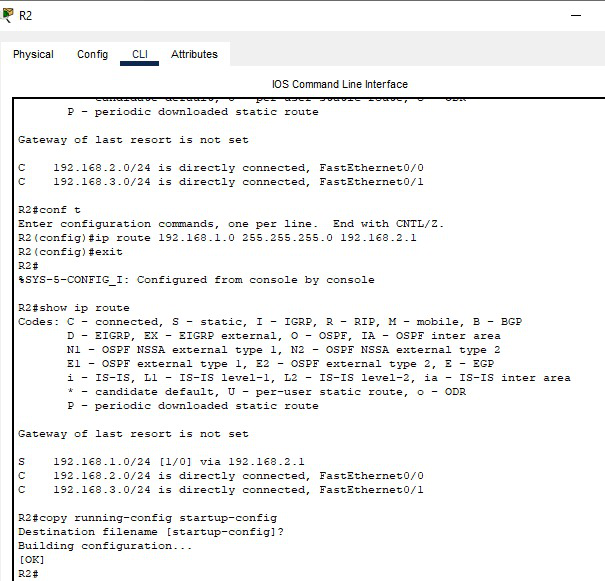 R2
Physical Config CLI Attributes
IOS Command Line Interface
* - candidate default, U - per-user static route, o - ODR
P - periodic downloaded static route
Gateway of last resort is not set
C 192.168.2.0/24 is directly connected, FastEthernet0/0
C 192.168.3.0/24 is directly connected, FastEthernet0/1
R2#conf t
Enter configuration commands, one per line. End with CNTL/Z.
R2(config)#ip route 192.168.1.0 255.255.255.0 192.168.2.1
R2(config)#exit
R2#
%SYS-5-CONFIG_I: Configured from console by console
R2#show ip route
Codes: C - connected, S - static, I - IGRP, R - RIP, M - mobile, B - BGP
D - EIGRP, EX - EIGRP external, O - OSPF, IA - OSPF inter area
N1 - OSPF NSSA external type 1, N2 - OSPF NSSA external type 2
E1 - OSPF external type 1, E2 - OSPF external type 2, E - EGP
i - IS-IS, L1 - IS-IS level-1, L2 - IS-IS level-2, ia - IS-IS inter area
* - candidate default, U - per-user static route, o - ODR
P - periodic downloaded static route
Gateway of last resort is not set
S 192.168.1.0/24 [1/0] via 192.168.2.1
C 192.168.2.0/24 is directly connected, FastEthernet0/0
C 192.168.3.0/24 is directly connected, FastEthernet0/1
R2#copy running-config startup-config
Destination filename [startup-config]?
Building configuration...
[OK]
R2#